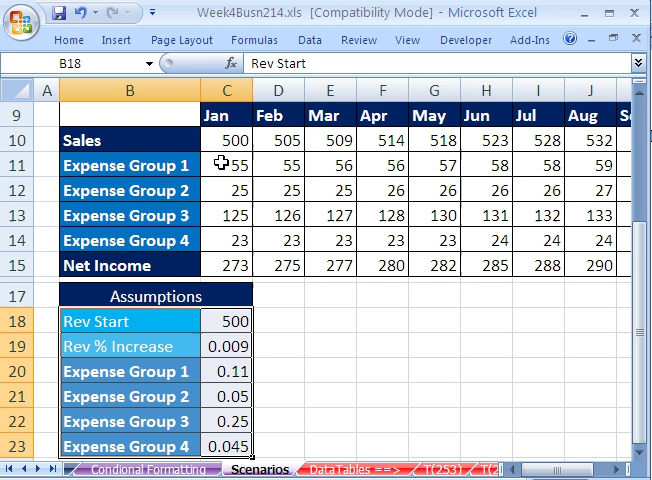 Week4Busn214.xls [Compatibility Mode] - Microsoft Excel
Home Insert Page Layout Formulas Data Review View Developer Add-Ins
B18 fx Rev Start
A B C D E F G H I J
9 Jan Feb Mar Apr May Jun Jul Aug
10 Sales 500 505 509 514 518 523 528 532
11 Expense Group 1 55 55 56 56 57 58 58 59
12 Expense Group 2 25 25 25 26 26 26 26 27
13 Expense Group 3 125 126 127 128 130 131 132 133
14 Expense Group 4 23 23 23 23 23 24 24 24
15 Net Income 273 275 277 280 282 285 288 290
17 Assumptions
18 Rev Start 500
19 Rev % Increase 0.009
20 Expense Group 1 0.11
21 Expense Group 2 0.05
22 Expense Group 3 0.25
23 Expense Group 4 0.045
Condional Formatting Scenarios DataTables ==> T(253)